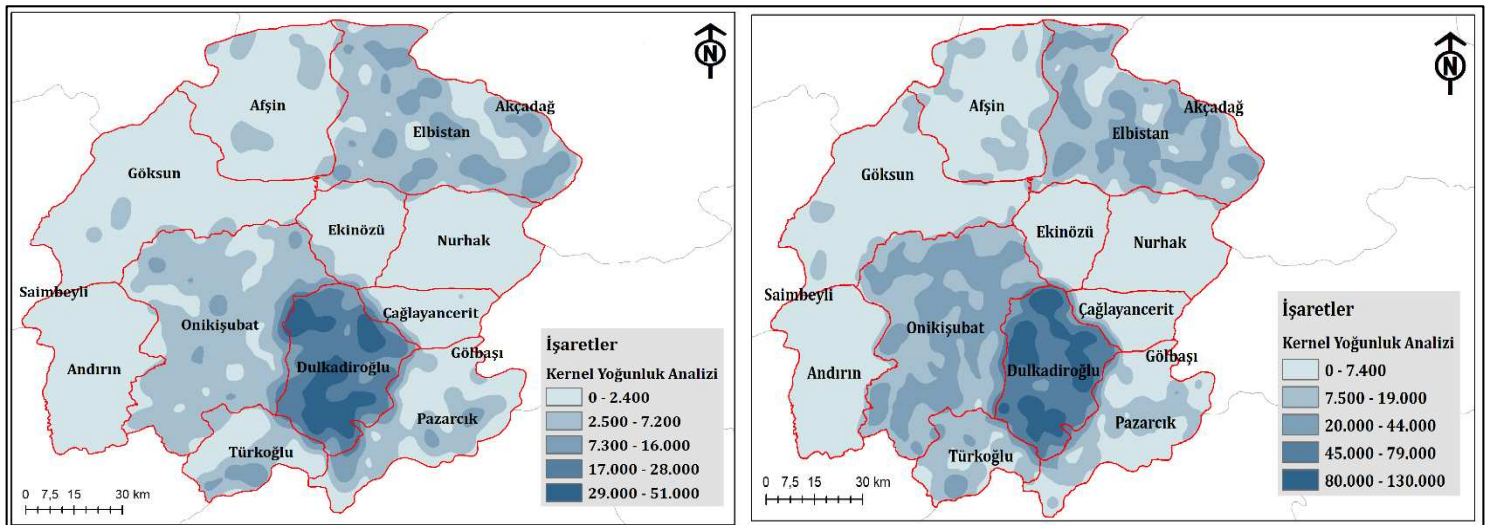 N
Afşin
Akçadağ
Elbistan
Göksun
Ekinözü
Nurhak
Saimbeyli
Onikişubat
Çağlayancerit
Gölbaşı
Andırın
Dulkadiroğlu
Pazarcık
Türkoğlu
0 7,5 15 30 km
İşaretler
Kernel Yoğunluk Analizi
0 - 2.400
2.500 - 7.200
7.300 - 16.000
17.000 - 28.000
29.000 - 51.000
N
Afşin
Akçadağ
Elbistan
Göksun
Ekinözü
Nurhak
Saimbeyli
Çağlayancerit
Onikişubat
Gölbaşı
Andırın
Dulkadiroğlu
Pazarcık
Türkoğlu
0 7,5 15 30 km
İşaretler
Kernel Yoğunluk Analizi
0 - 7.400
7.500 - 19.000
20.000 - 44.000
45.000 - 79.000
80.000 - 130.000